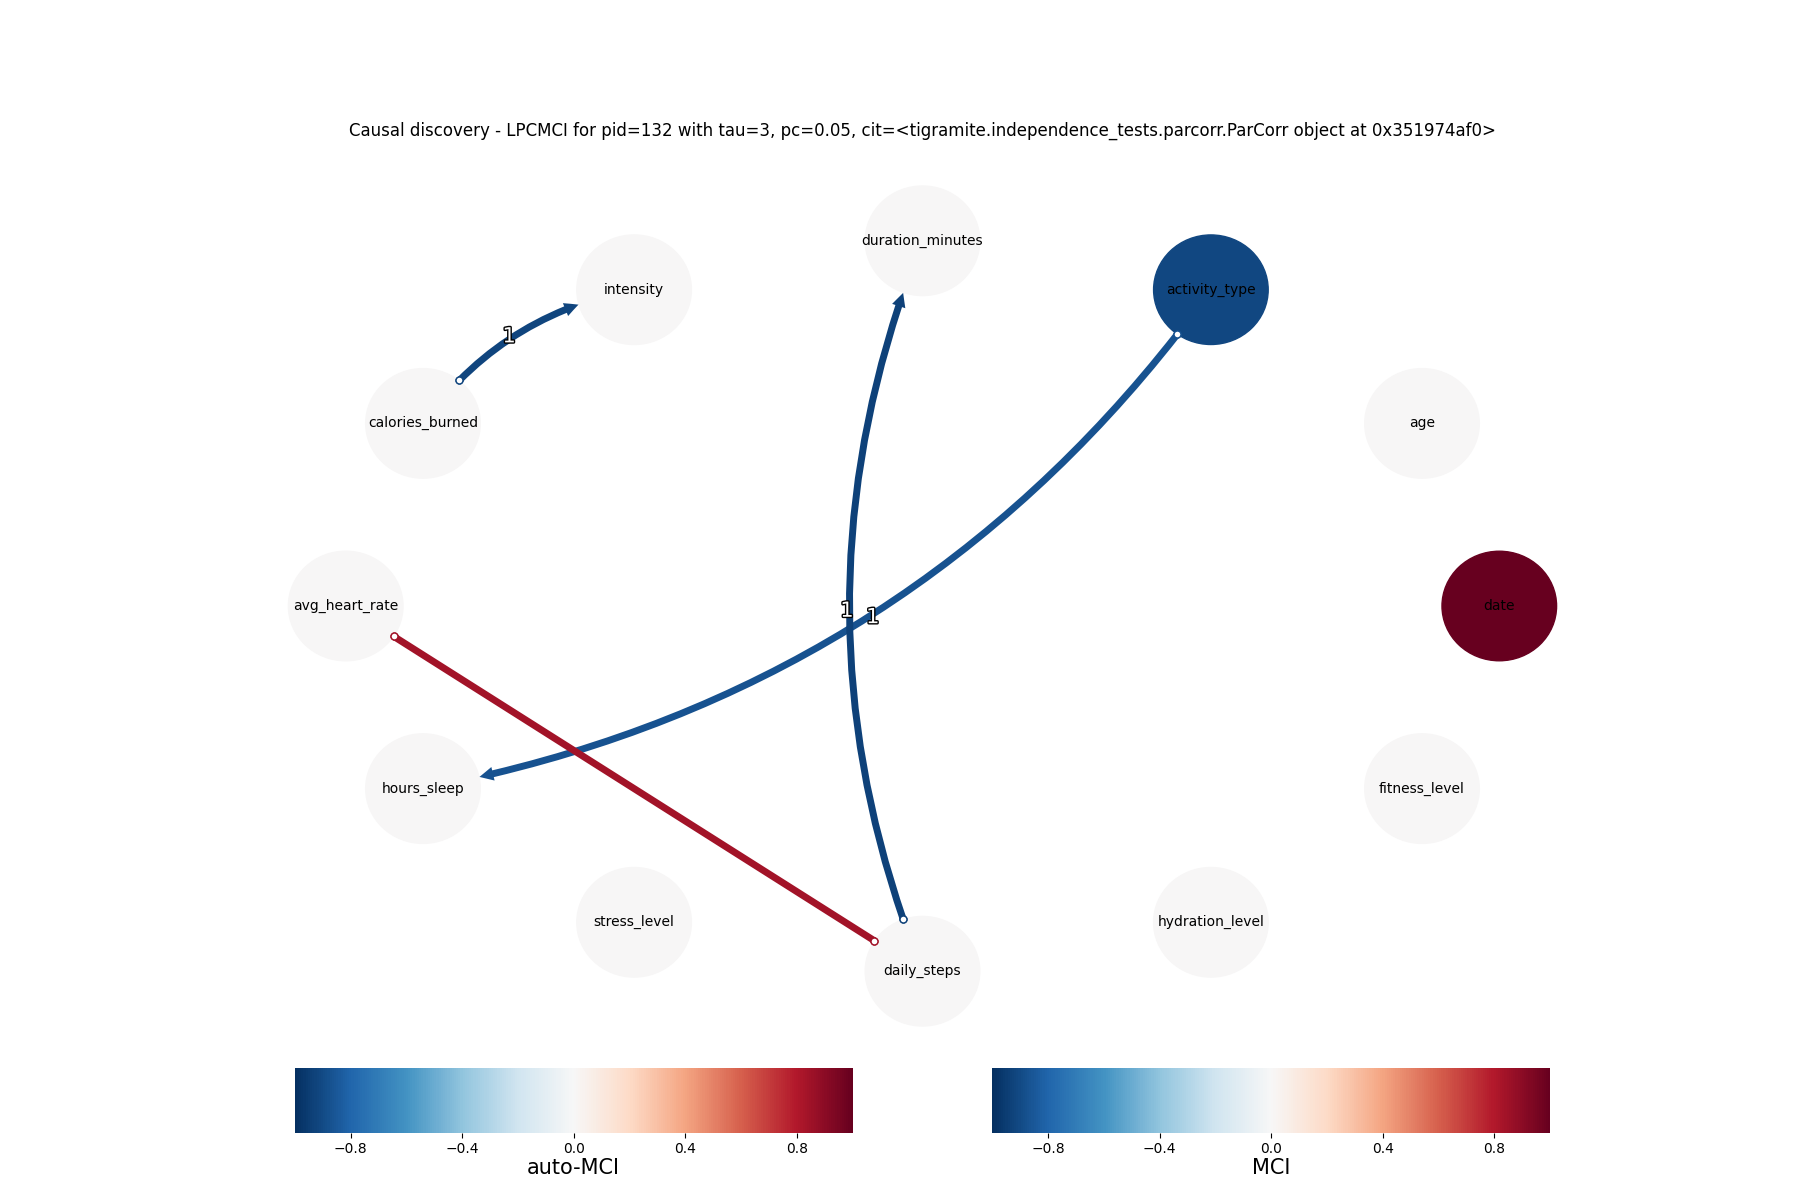 Causal discovery - LPCMCI for pid=132 with tau=3, pc=0.05, cit=<tigramite.independence_tests.parcorr.ParCorr object at 0x351974af0>
duration_minutes
intensity
activity_type
1
calories_burned
age
avg_heart_rate
1
1
date
hours_sleep
fitness_level
stress_level
hydration_level
daily_steps
−0.8 −0.4 0.0 0.4 0.8
auto-MCI
−0.8 −0.4 0.0 0.4 0.8
MCI